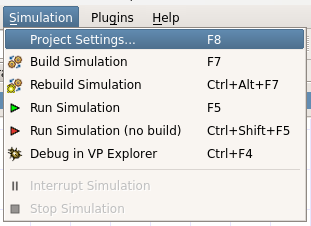 Simulation Plugins Help
Project Settings... F8
Build Simulation F7
Rebuild Simulation Ctrl+Alt+F7
Run Simulation F5
Run Simulation (no build) Ctrl+Shift+F5
Debug in VP Explorer Ctrl+F4
Interrupt Simulation
Stop Simulation